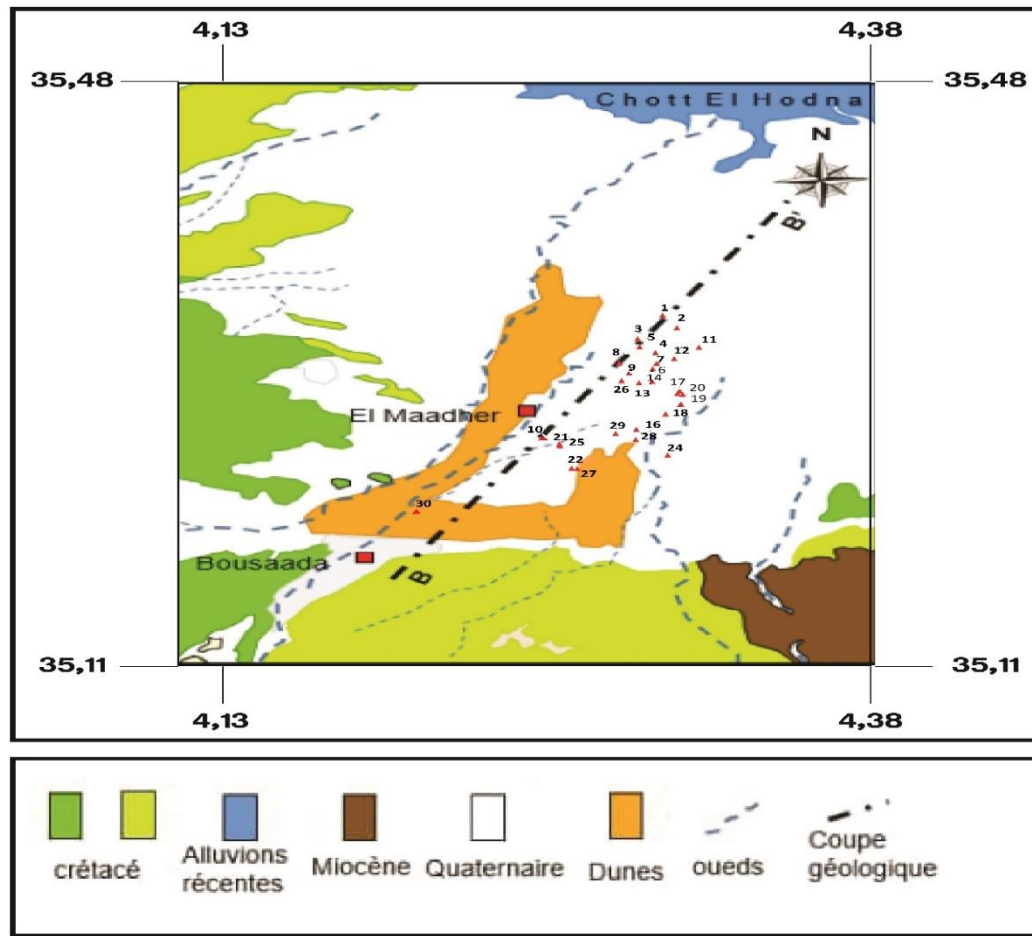 4,13 4,38
35,48 35,48
Chott El Hodna
N
B'
1
2
3
5
4
11
8
12
7
9
6
26
13
14
17
20
19
El Maadher
18
10
29
16
21
28
25
24
22
27
30
Bousaada
B
35,11 35,11
4,13 4,38
crétacé
Alluvions
récentes
Miocène
Quaternaire
Dunes
oueds
Coupe
géologique